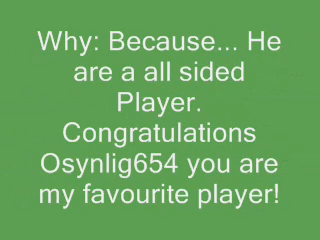 Why: Because... He
are a all sided
Player.
Congratulations
Osynlig654 you are
my favourite player!